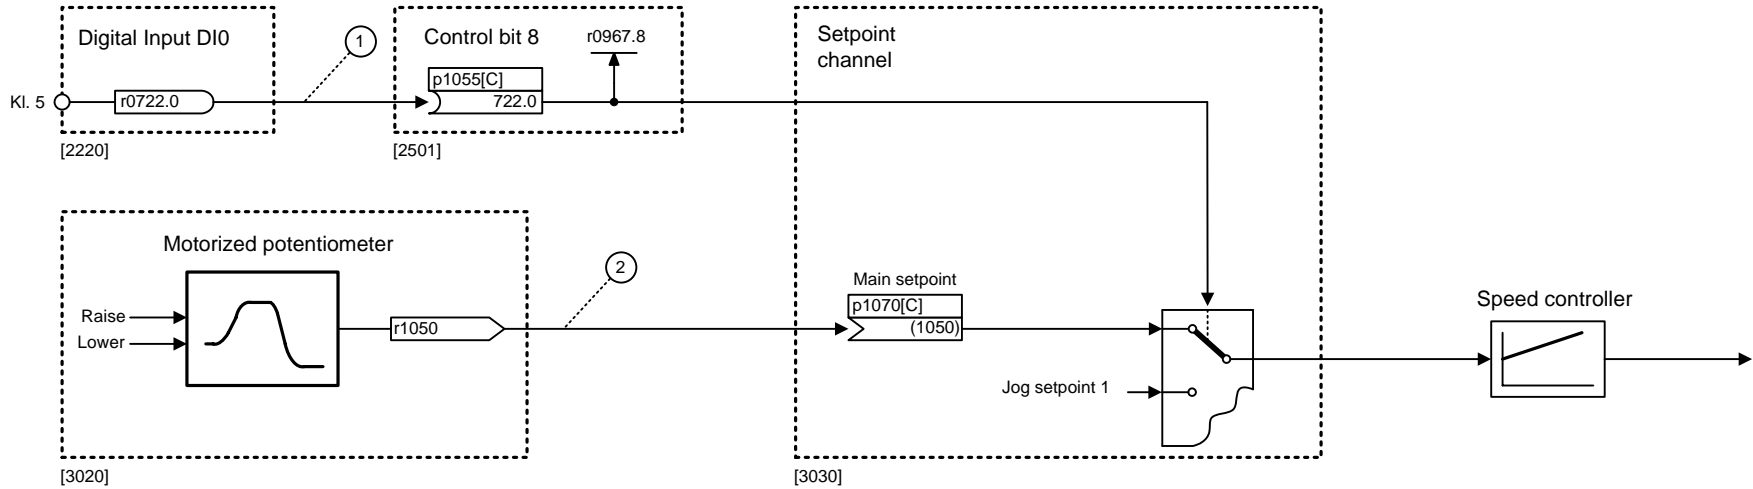 Digital Input DI0
1
Control bit 8
r0967.8
Setpoint
channel
p1055[C]
Kl. 5
r0722.0
722.0
[2220]
[2501]
Motorized potentiometer
2
Main setpoint
p1070[C]
Speed controller
Raise
r1050
(1050)
Lower
Jog setpoint 1
[3020]
[3030]